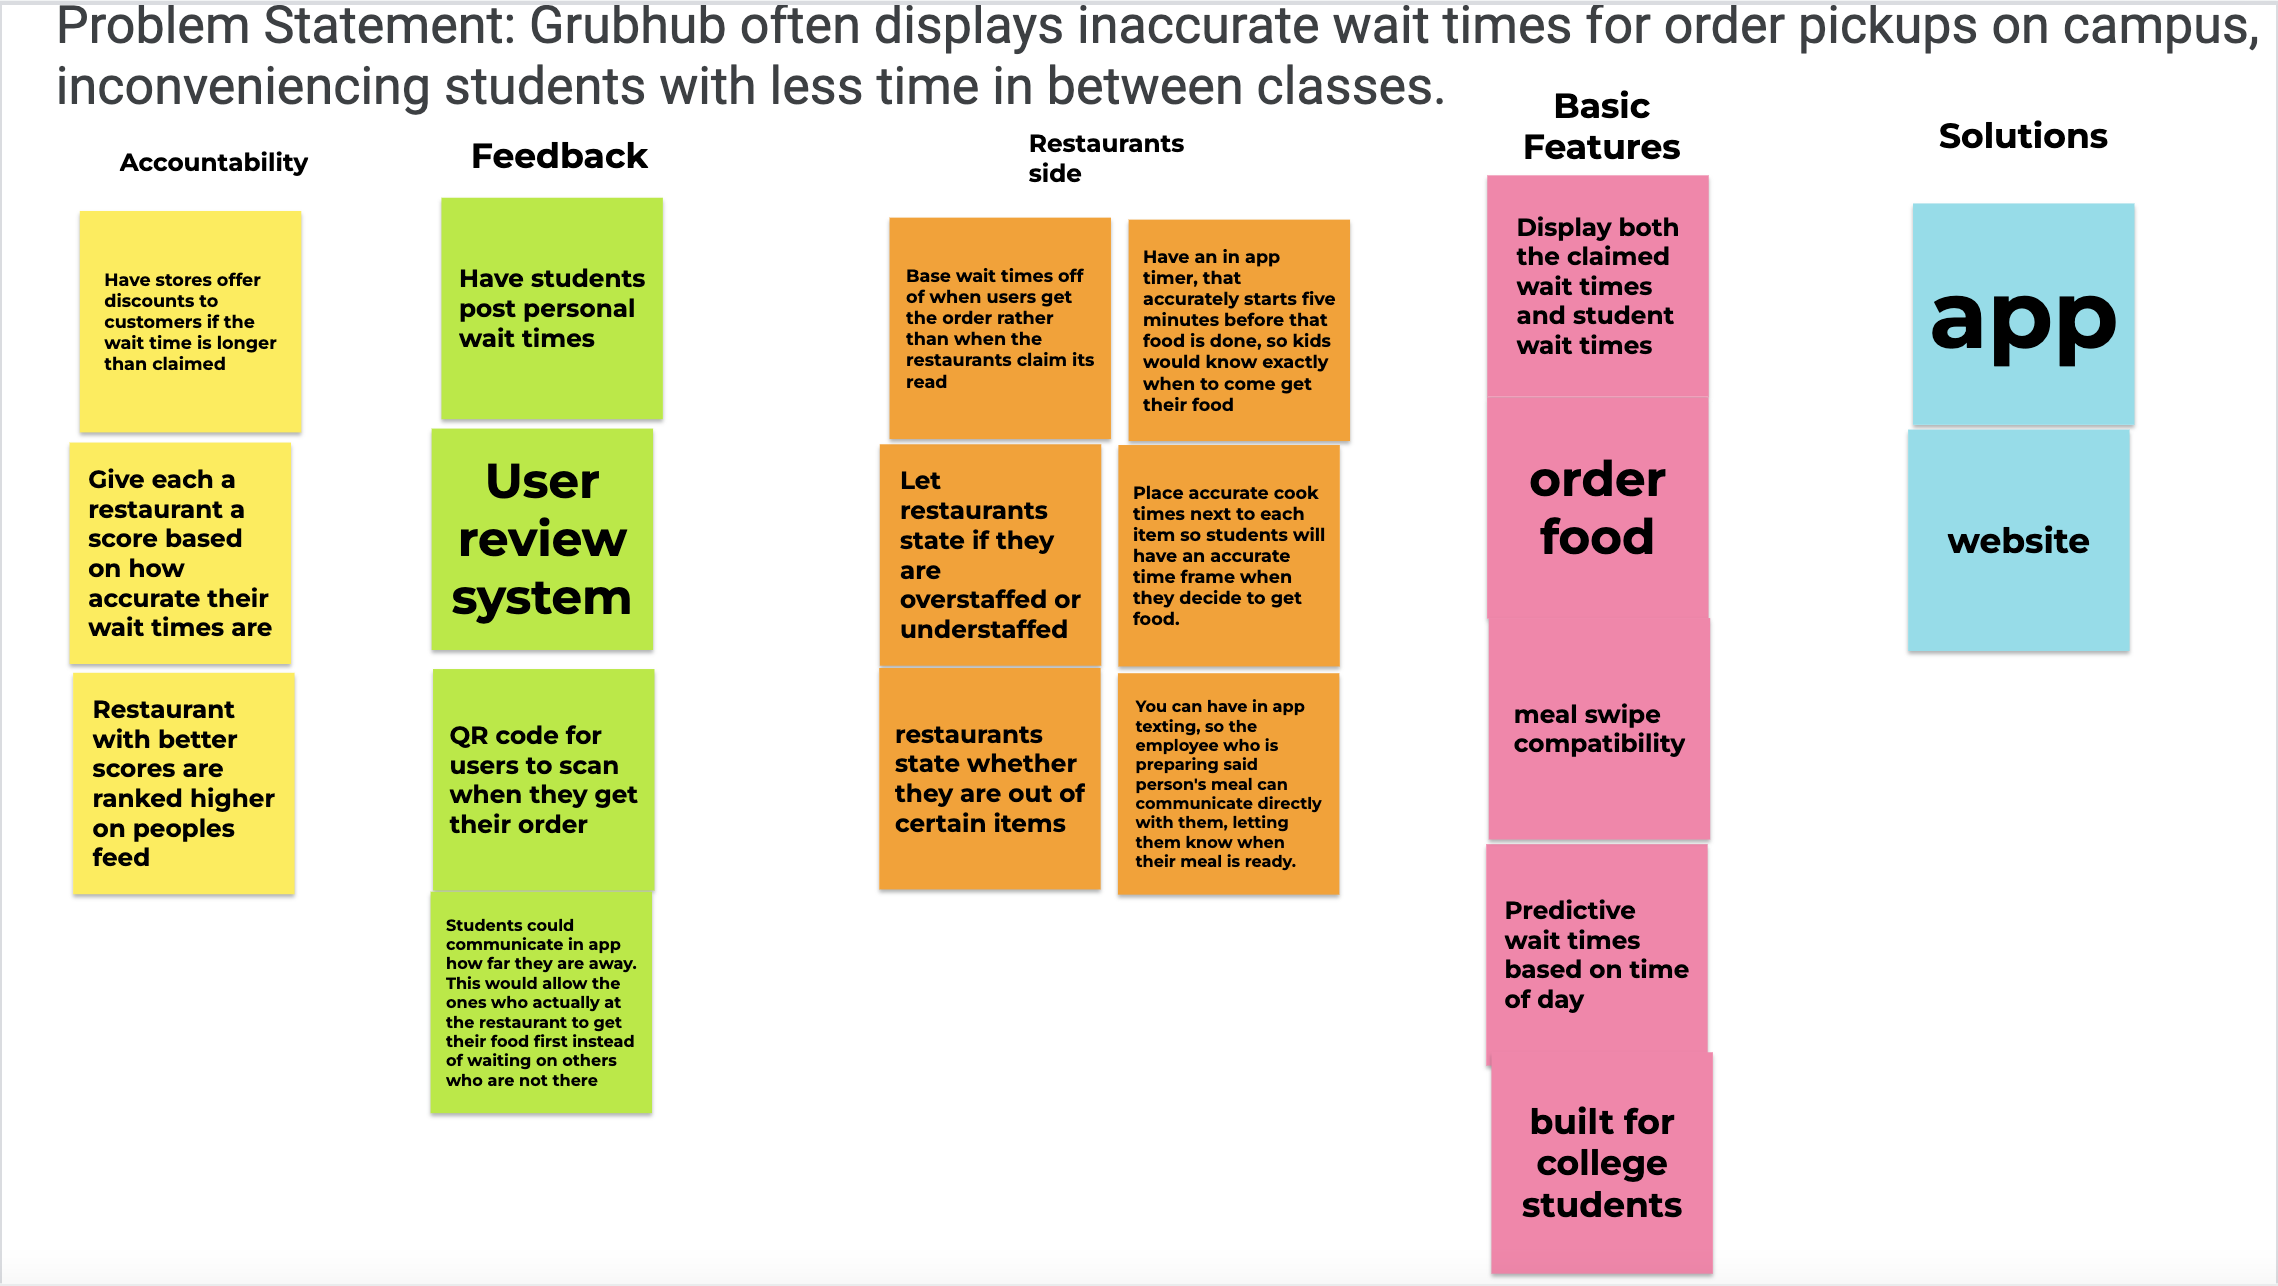 Problem Statement: Grubhub often displays inaccurate wait times for order pickups on campus,
inconveniencing students with less time in between classes.
Accountability
Have stores offer
discounts to
customers if the
wait time is longer
than claimed
Give each a
restaurant a
score based
on how
accurate their
wait times are
Restaurant
with better
scores are
ranked higher
on peoples
feed
Feedback
Have students
post personal
wait times
User
review
system
QR code for
users to scan
when they get
their order
Students could
communicate in app
how far they are away.
This would allow the
ones who actually at
the restaurant to get
their food first instead
of waiting on others
who are not there
Restaurants
side
Base wait times off
of when users get
the order rather
than when the
restaurants claim its
read
Let
restaurants
state if they
are
overstaffed or
understaffed
restaurants
state whether
they are out of
certain items
Have an in app
timer, that
accurately starts five
minutes before that
food is done, so kids
would know exactly
when to come get
their food
Place accurate cook
times next to each
item so students will
have an accurate
time frame when
they decide to get
food.
You can have in app
texting, so the
employee who is
preparing said
person's meal can
communicate directly
with them, letting
them know when
their meal is ready.
Basic
Features
Display both
the claimed
wait times
and student
wait times
order
food
meal swipe
compatibility
Predictive
wait times
based on time
of day
built for
college
students
Solutions
app
website